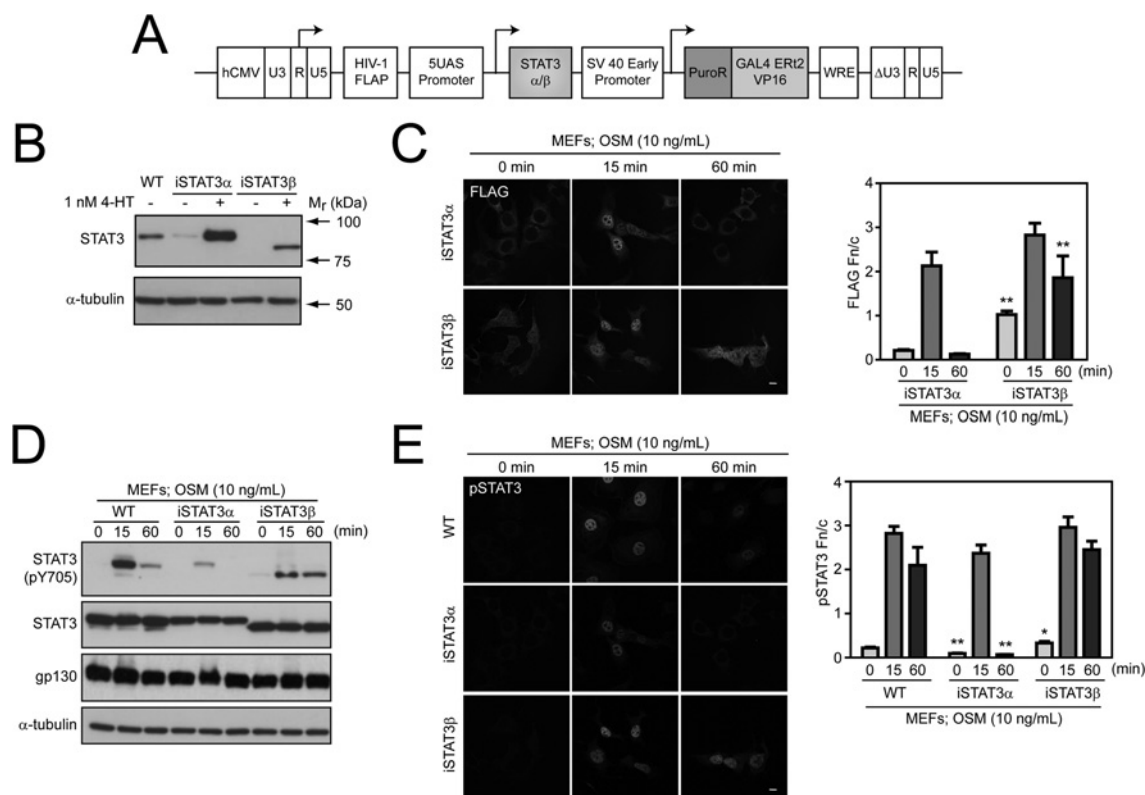 A
hCMV U3 R U5 HIV-1 FLAP 5UAS Promoter STAT3 α/β SV 40 Early Promoter PuroR GAL4 ERt2 VP16 WRE ΔU3 R U5
B
WT iSTAT3α iSTAT3β
1 nM 4-HT - - + - + Mr (kDa)
STAT3
100
75
α-tubulin
50
C
MEFs; OSM (10 ng/mL)
0 min 15 min 60 min
FLAG
iSTAT3α
iSTAT3β
FLAG Fn/c
4
3
2
1
0
**
**
0 15 60 0 15 60 (min)
iSTAT3α iSTAT3β
MEFs; OSM (10 ng/mL)
D
MEFs; OSM (10 ng/mL)
WT iSTAT3α iSTAT3β
0 15 60 0 15 60 0 15 60 (min)
STAT3
(pY705)
STAT3
gp130
α-tubulin
E
MEFs; OSM (10 ng/mL)
0 min 15 min 60 min
pSTAT3
WT
iSTAT3α
iSTAT3β
pSTAT3 Fn/c
4
3
2
1
0
** ** *
0 15 60 0 15 60 0 15 60 (min)
WT iSTAT3α iSTAT3β
MEFs; OSM (10 ng/mL)